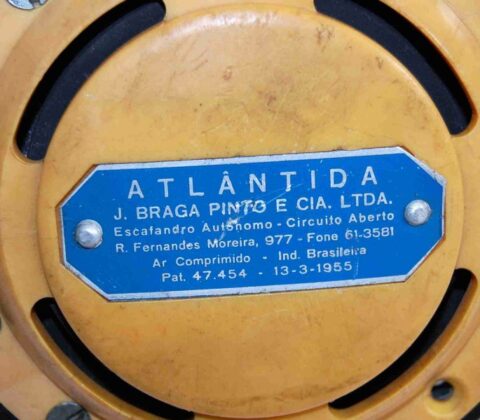 ATLÂNTIDA
J. BRAGA PINTO E CIA. LTDA.
Escafandro Autônomo - Circuito Aberto
R. Fernandes Moreira, 977 - Fone 61-3581
Ar Comprimido - Ind. Brasileira
Pat. 47.454 - 13-3-1955